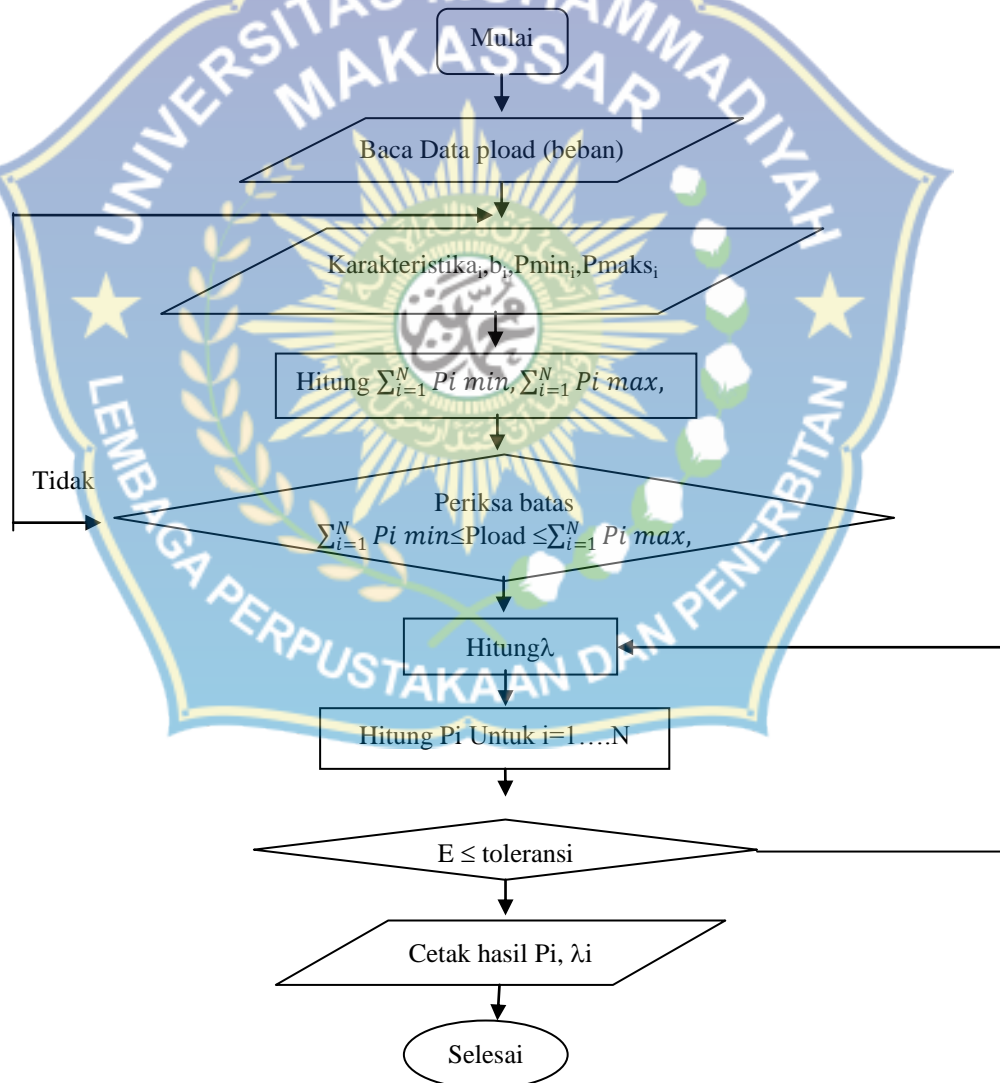 UNIVERSITAS MUHAMMADIYAH
MAKASSAR
Mulai
Baca Data pload (beban)
Karakteristika_i,b_i,Pmin_i,Pmaks_i
Hitung ∑_{i=1}^{N} Pi min, ∑_{i=1}^{N} Pi max,
Tidak
Periksa batas
∑_{i=1}^{N} Pi min≤Pload ≤∑_{i=1}^{N} Pi max,
Hitungλ
Hitung Pi Untuk i=1….N
E ≤ toleransi
Cetak hasil Pi, λi
Selesai
LEMBAGA PERPUSTAKAAN DAN PENERBITAN